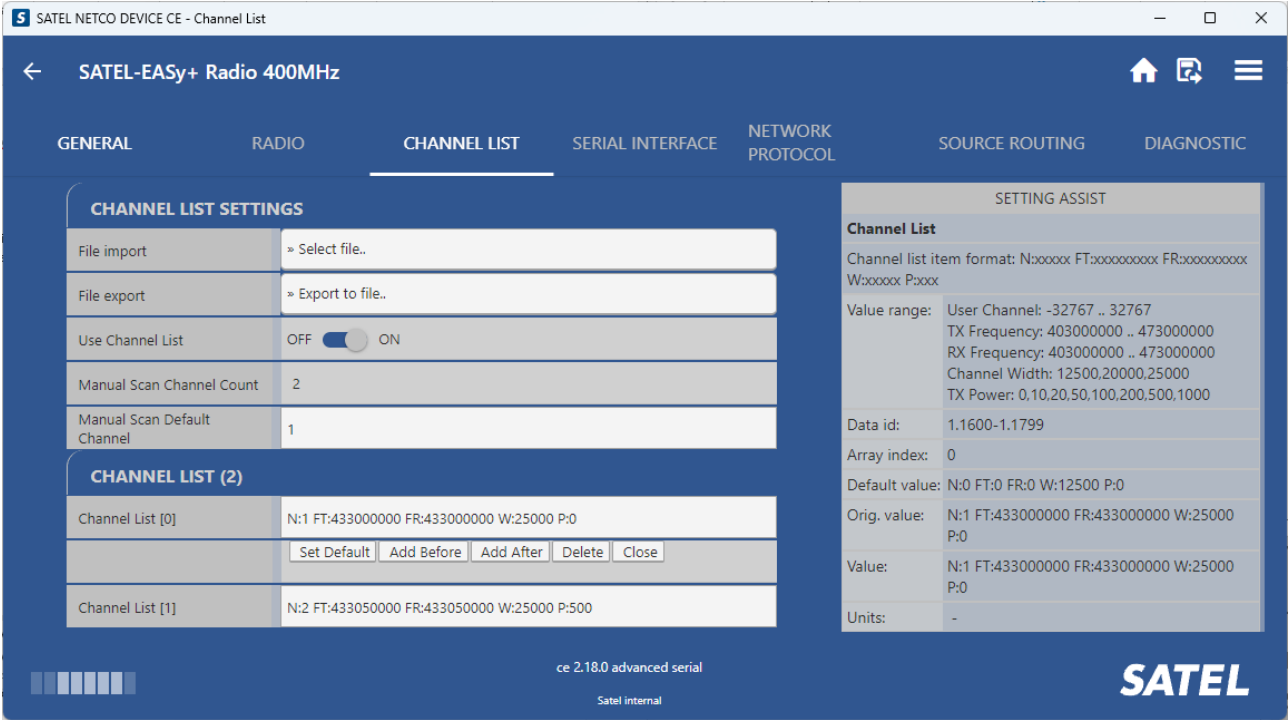 S SATEL NETCO DEVICE CE - Channel List
SATEL-EASy+ Radio 400MHz
GENERAL
RADIO
CHANNEL LIST
SERIAL INTERFACE
NETWORK
PROTOCOL
SOURCE ROUTING
DIAGNOSTIC
CHANNEL LIST SETTINGS
File import
» Select file..
File export
» Export to file..
Use Channel List
OFF ON
Manual Scan Channel Count
2
Manual Scan Default
Channel
1
CHANNEL LIST (2)
Channel List [0]
N:1 FT:433000000 FR:433000000 W:25000 P:0
Set Default Add Before Add After Delete Close
Channel List [1]
N:2 FT:433050000 FR:433050000 W:25000 P:500
SETTING ASSIST
Channel List
Channel list item format: N:xxxxx FT:xxxxxxxxx FR:xxxxxxxxx
W:xxxxx P:xxx
Value range: User Channel: -32767 .. 32767
TX Frequency: 403000000 .. 473000000
RX Frequency: 403000000 .. 473000000
Channel Width: 12500,20000,25000
TX Power: 0,10,20,50,100,200,500,1000
Data id: 1.1600-1.1799
Array index: 0
Default value: N:0 FT:0 FR:0 W:12500 P:0
Orig. value: N:1 FT:433000000 FR:433000000 W:25000
P:0
Value: N:1 FT:433000000 FR:433000000 W:25000
P:0
Units: -
ce 2.18.0 advanced serial
Satel internal
SATEL